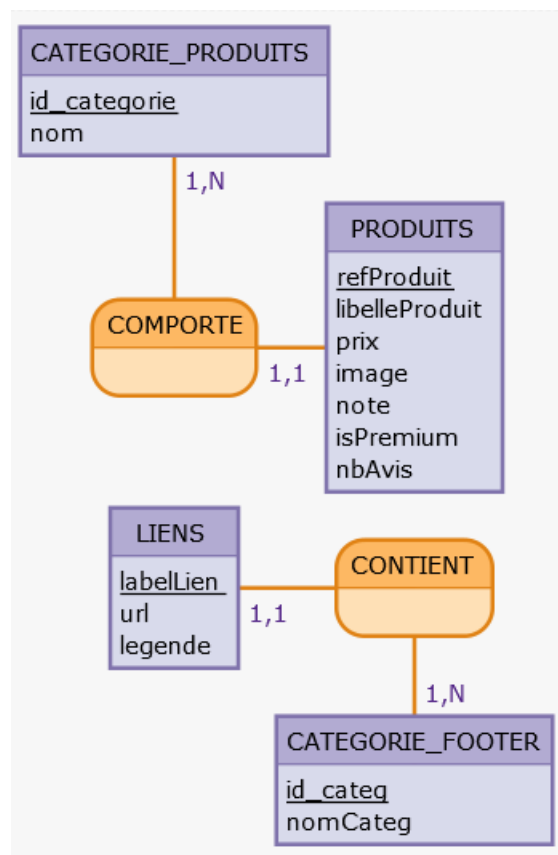 CATEGORIE_PRODUITS
id_categorie
nom
1,N
PRODUITS
refProduit
libelleProduit
prix
image
note
isPremium
nbAvis
COMPORTE
1,1
LIENS
labelLien
url
legende
1,1
CONTIENT
1,N
CATEGORIE_FOOTER
id_categ
nomCateg